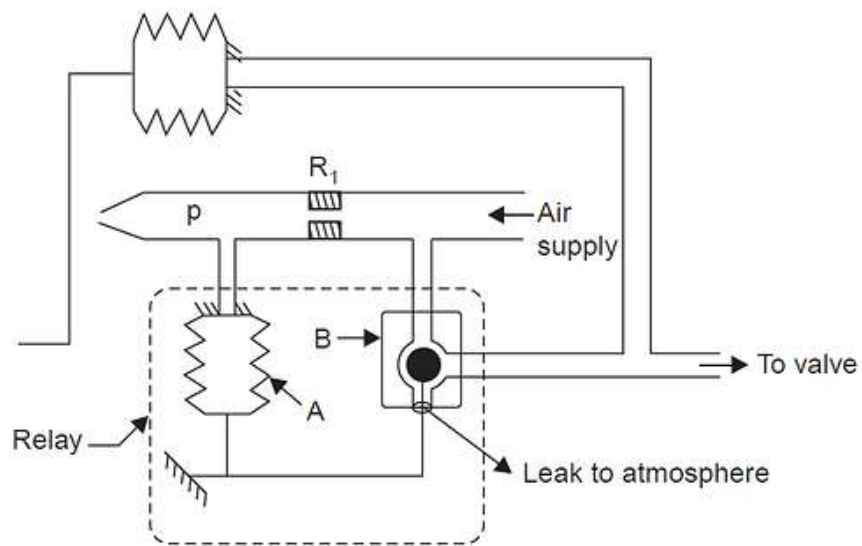 R1
p
Air
supply
B
To valve
A
Relay
Leak to atmosphere